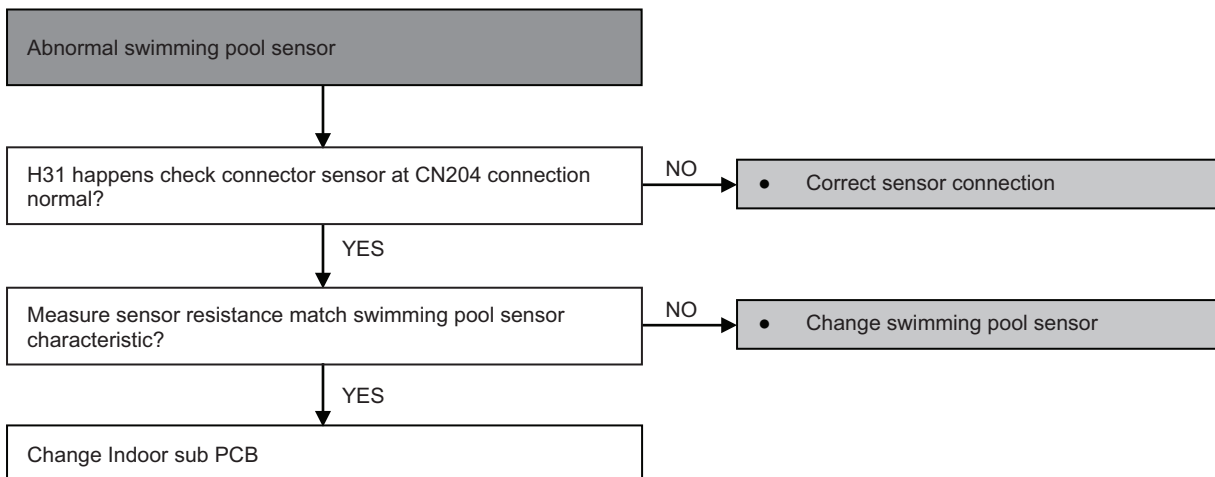 Abnormal swimming pool sensor
H31 happens check connector sensor at CN204 connection
normal?
NO
• Correct sensor connection
YES
Measure sensor resistance match swimming pool sensor
characteristic?
NO
• Change swimming pool sensor
YES
Change Indoor sub PCB